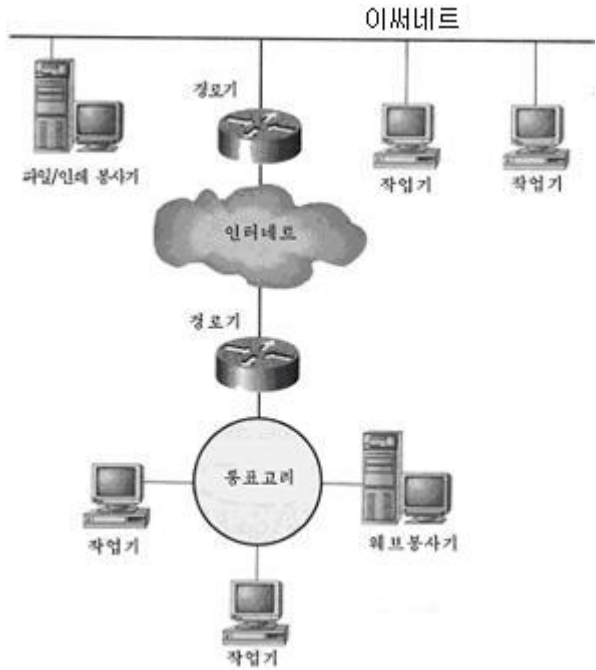 이써네트
경로기
파일/인쇄 봉사기
작업기
작업기
인터네트
경로기
통표고리
작업기
웨브봉사기
작업기